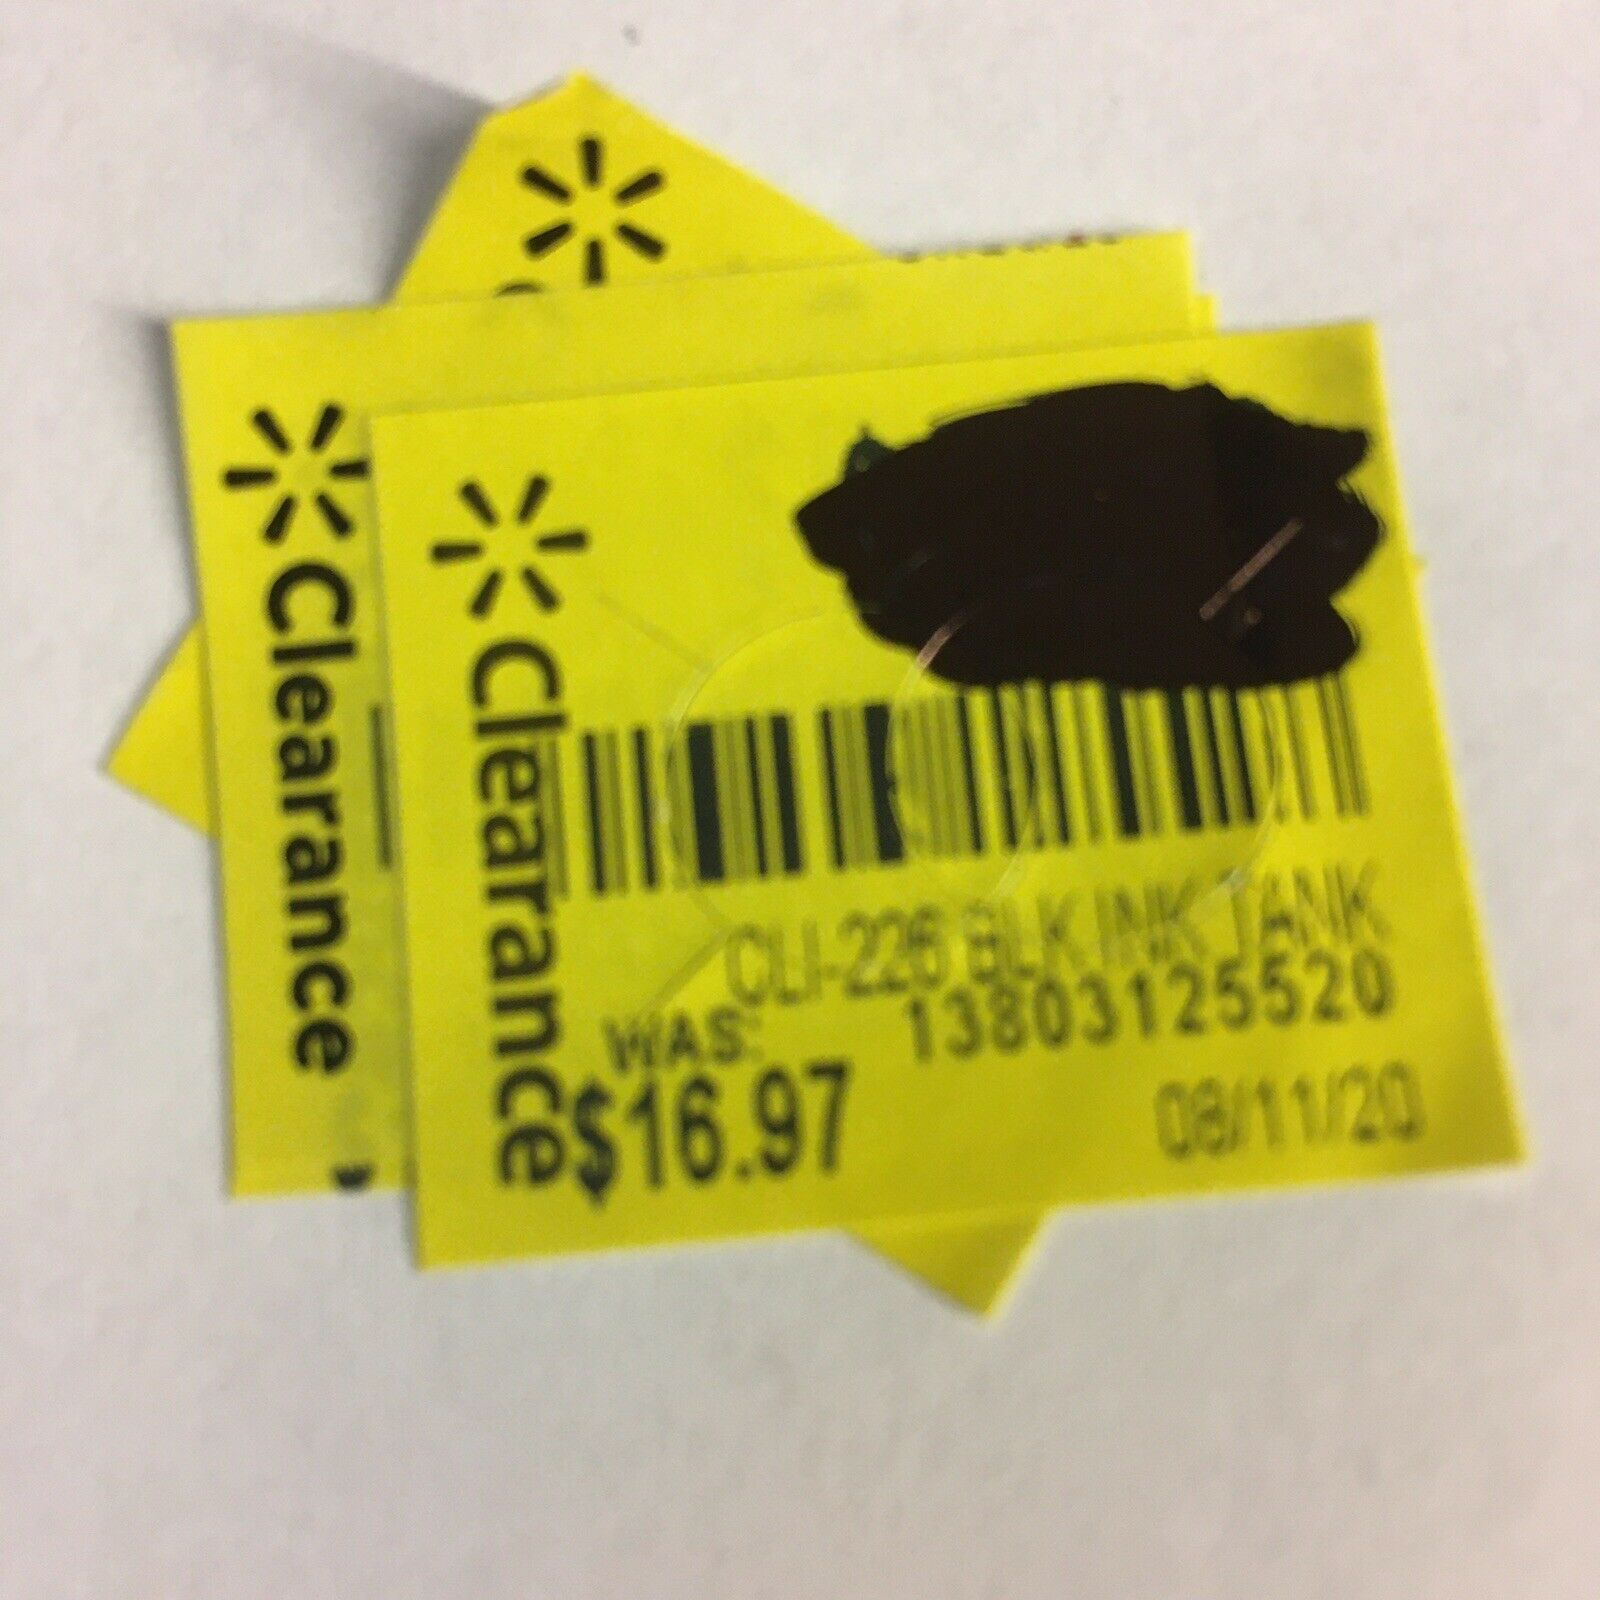 Clearance
Clearance
CLI-226 BLK INK TANK
WAS:
13803125520
$16.97
08/11/20